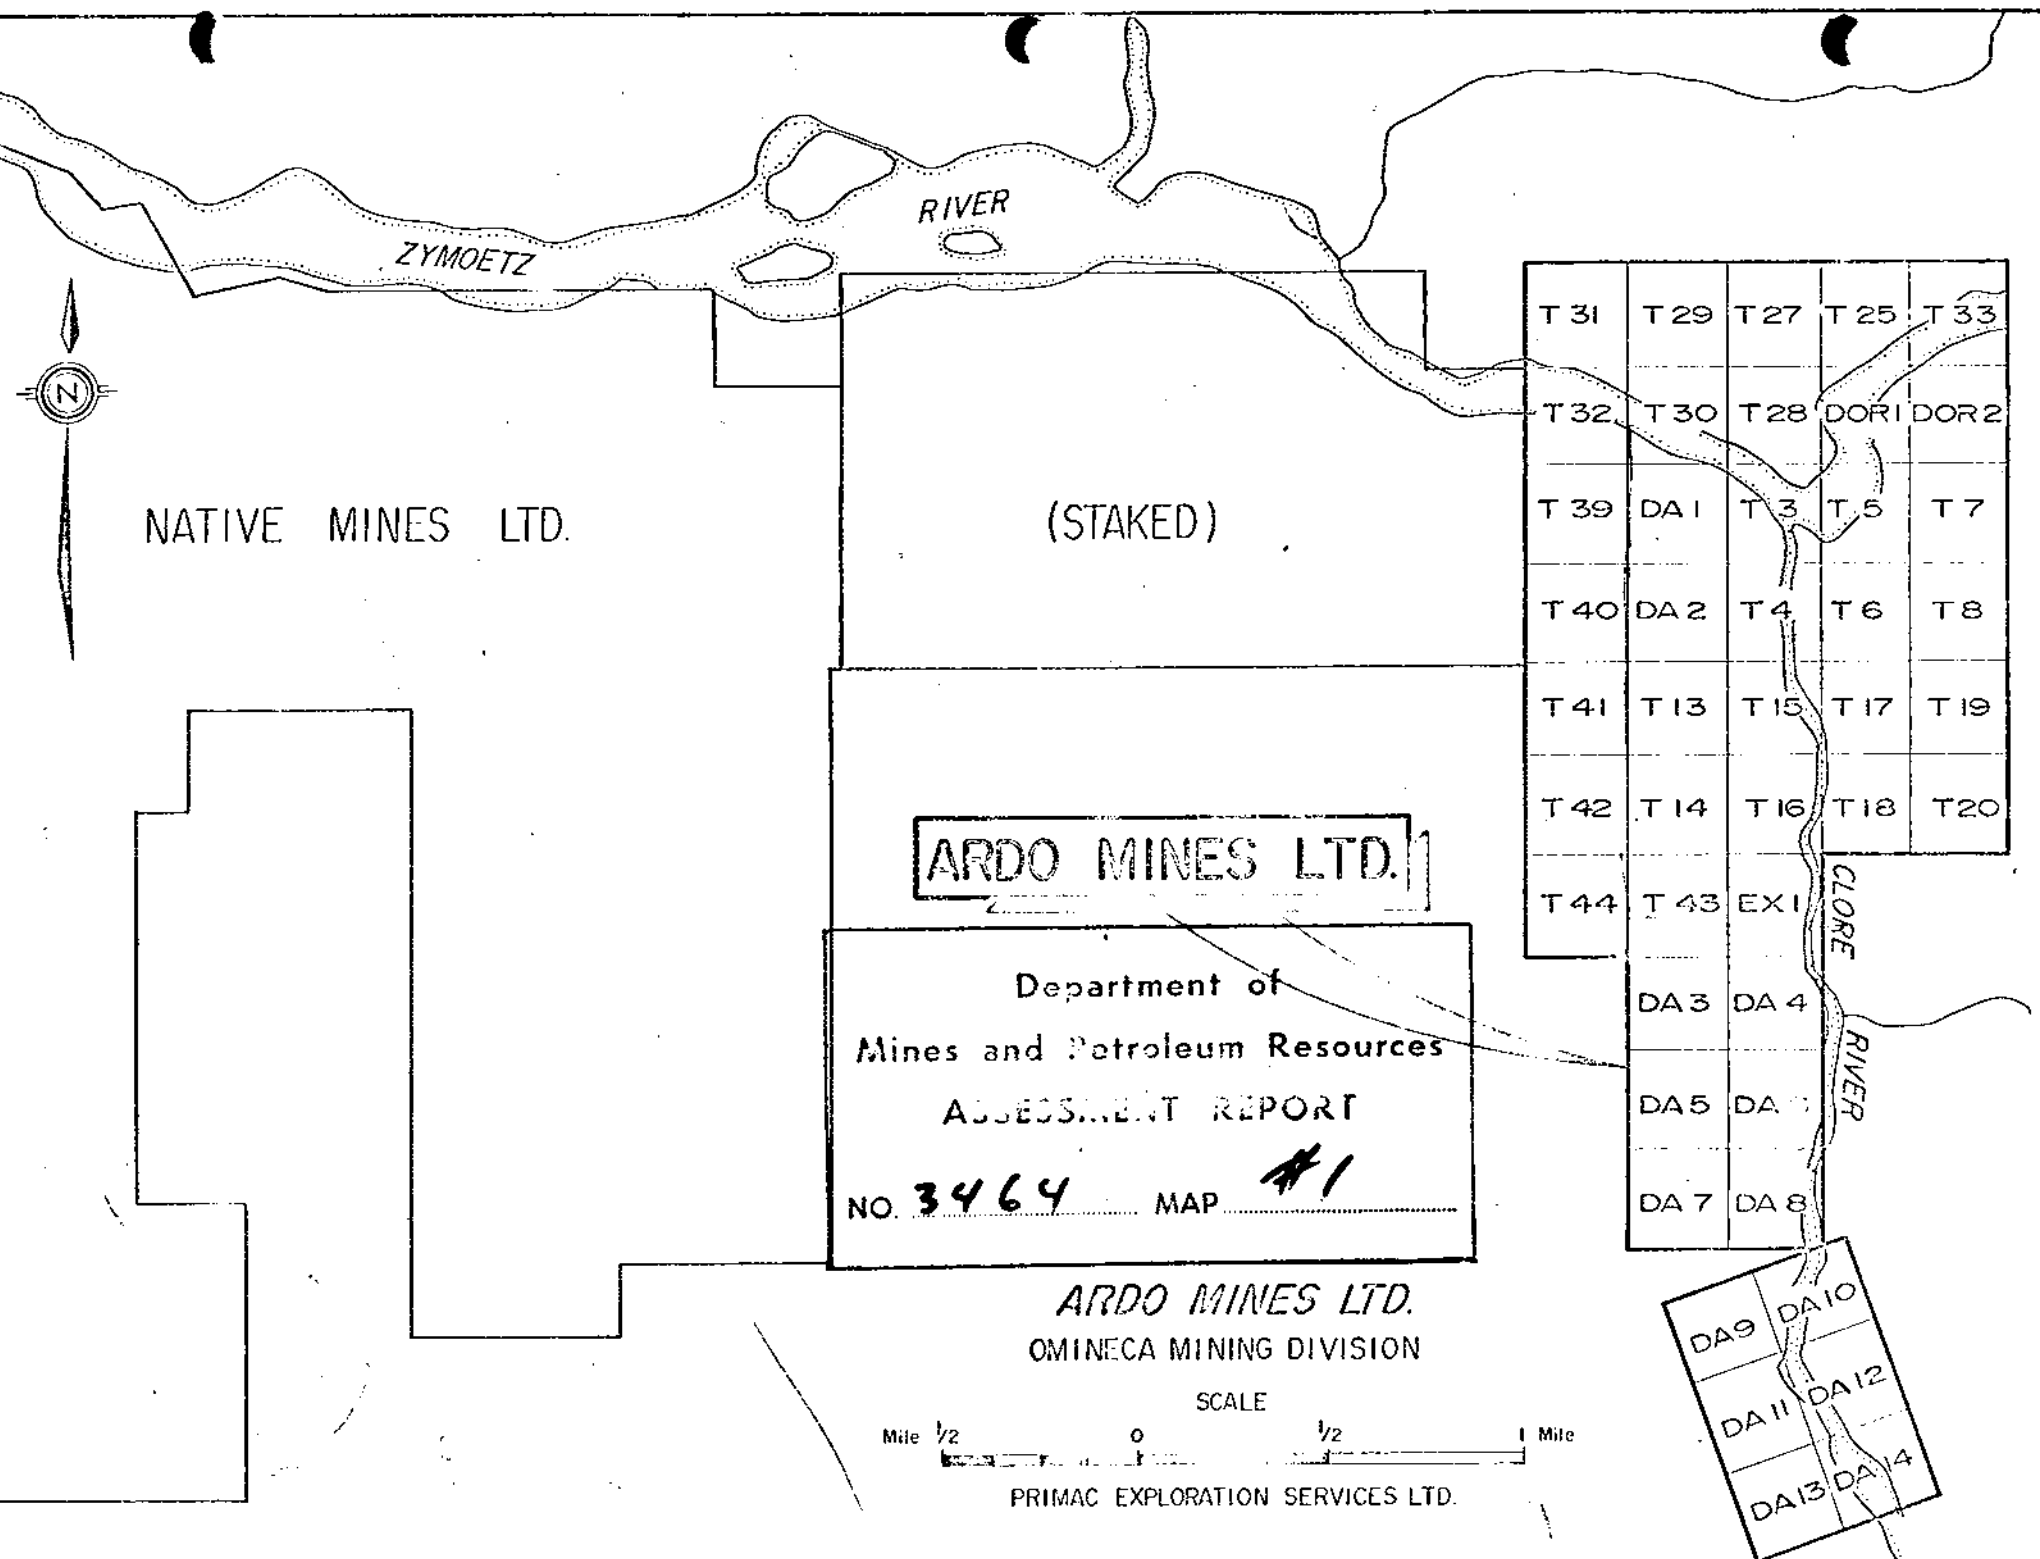 RIVER
ZYMOETZ
N
NATIVE MINES LTD.
(STAKED)
T 31 T 29 T 27 T 25 T 33
T 32 T 30 T 28 DOR 1 DOR 2
T 39 DA 1 T 3 T 5 T 7
T 40 DA 2 T 4 T 6 T 8
T 41 T 13 T 15 T 17 T 19
T 42 T 14 T 16 T 18 T 20
T 44 T 43 EX 1
DA 3 DA 4
DA 5 DA
DA 7 DA 8
CLORE
RIVER
DA 9 DA 10
DA 11 DA 12
DA 13 DA 14
ARDO MINES LTD.
Department of
Mines and Petroleum Resources
ASSESSMENT REPORT
NO. 3464 MAP #1
ARDO MINES LTD.
OMINECA MINING DIVISION
SCALE
Mile 1/2 0 1/2 1 Mile
PRIMAC EXPLORATION SERVICES LTD.